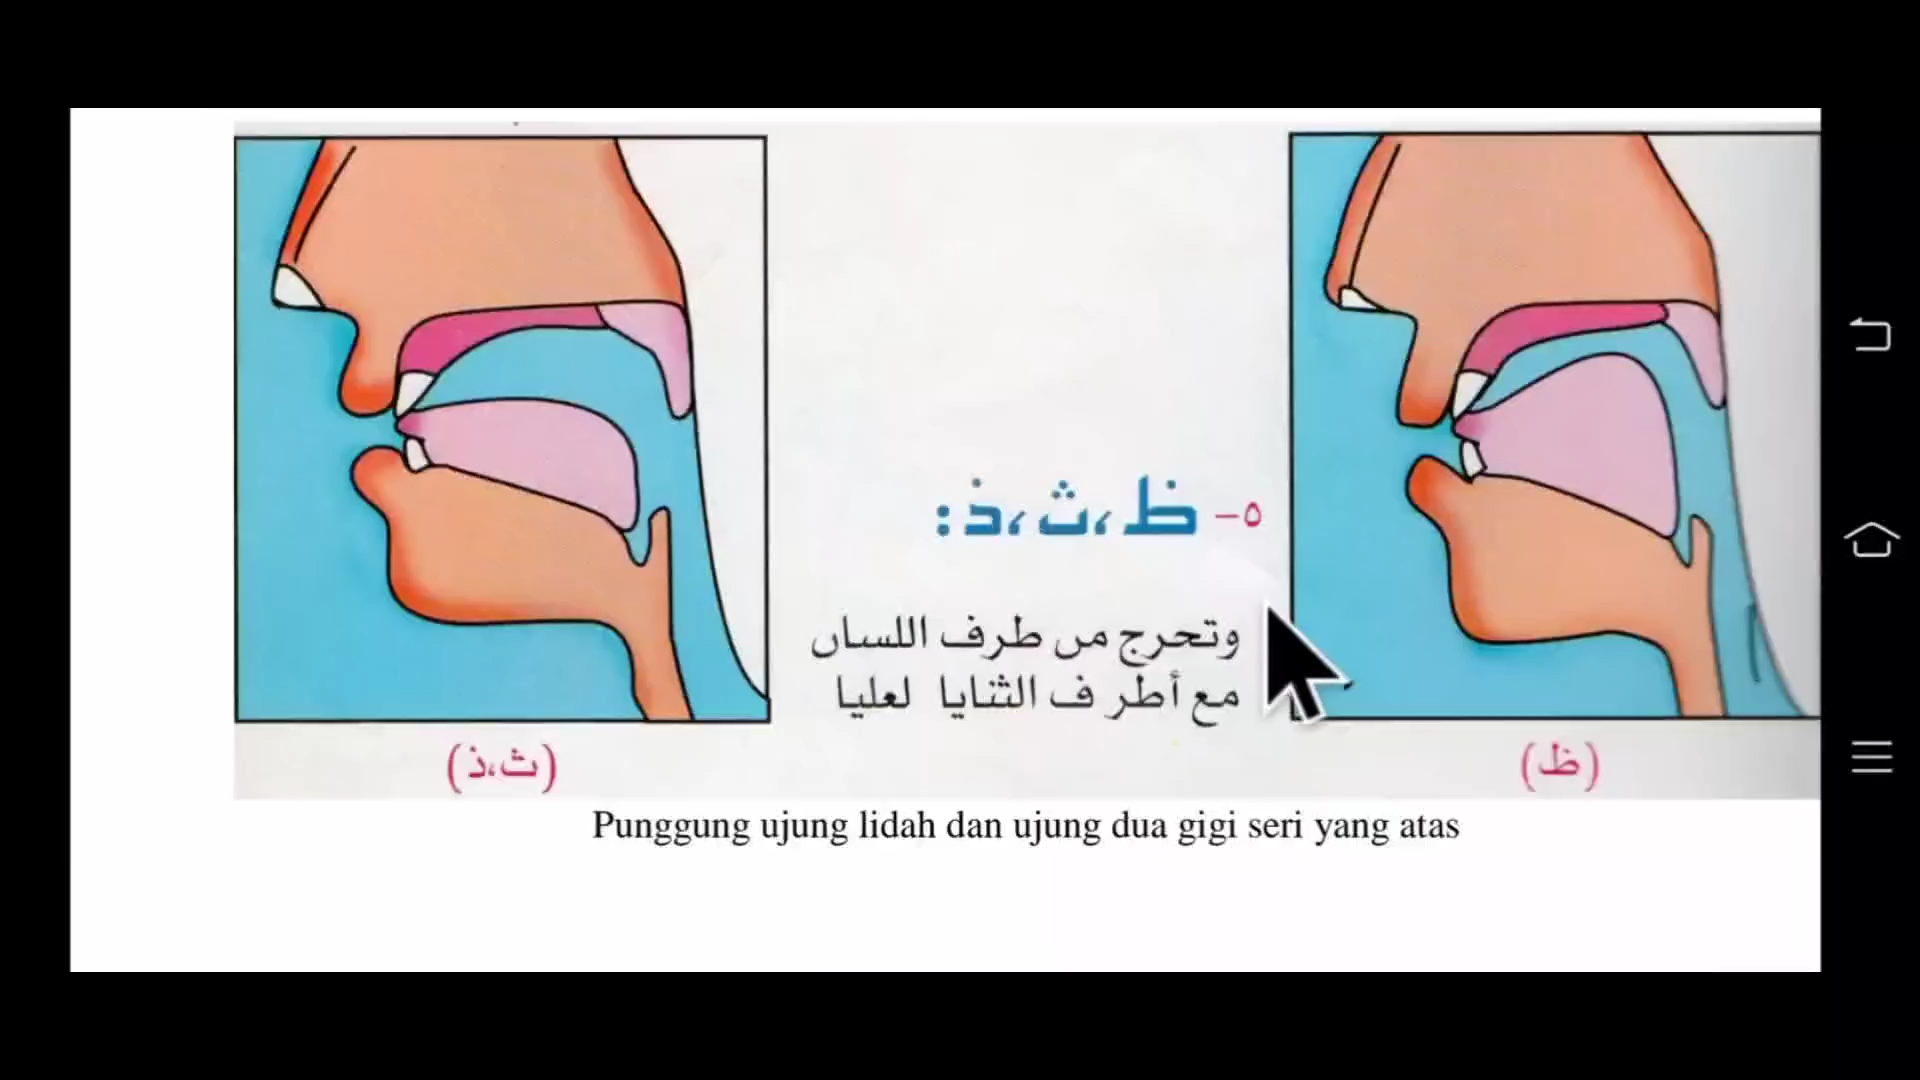 ٥- ظ، ث، ذ:
وتخرج من طرف اللسان
مع أطراف الثنايا العليا
(ث،ذ)
(ظ)
Punggung ujung lidah dan ujung dua gigi seri yang atas